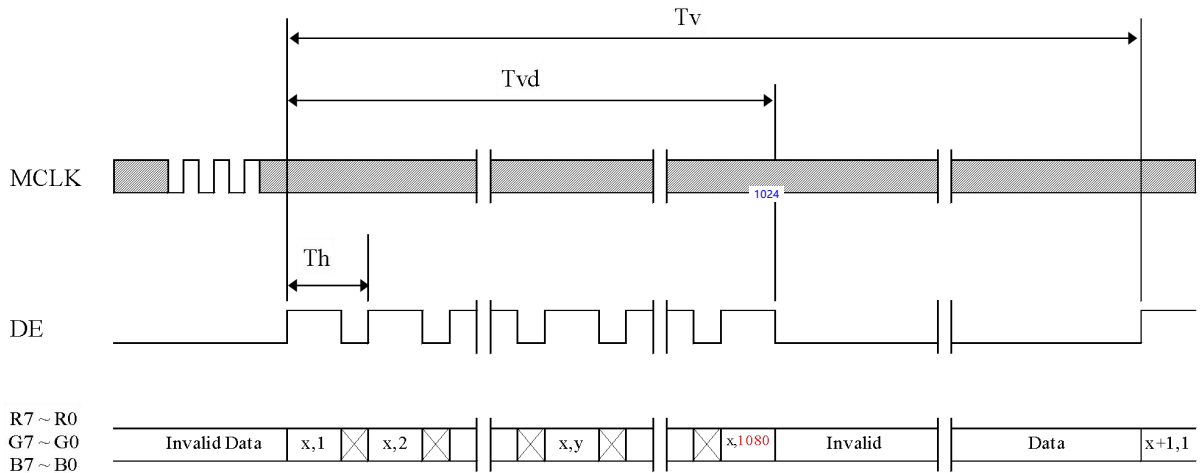 Tv
Tvd
MCLK
1024
Th
DE
R7 ~ R0
G7 ~ G0
B7 ~ B0
Invalid Data x,1 x,2 x,y x,1080 Invalid Data x+1,1